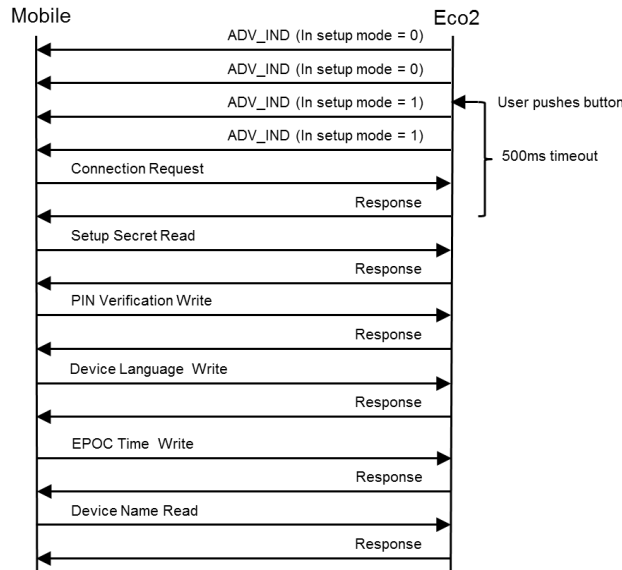 Mobile
Eco2
ADV_IND (In setup mode = 0)
ADV_IND (In setup mode = 0)
ADV_IND (In setup mode = 1)
User pushes button
ADV_IND (In setup mode = 1)
500ms timeout
Connection Request
Response
Setup Secret Read
Response
PIN Verification Write
Response
Device Language Write
Response
EPOC Time Write
Response
Device Name Read
Response